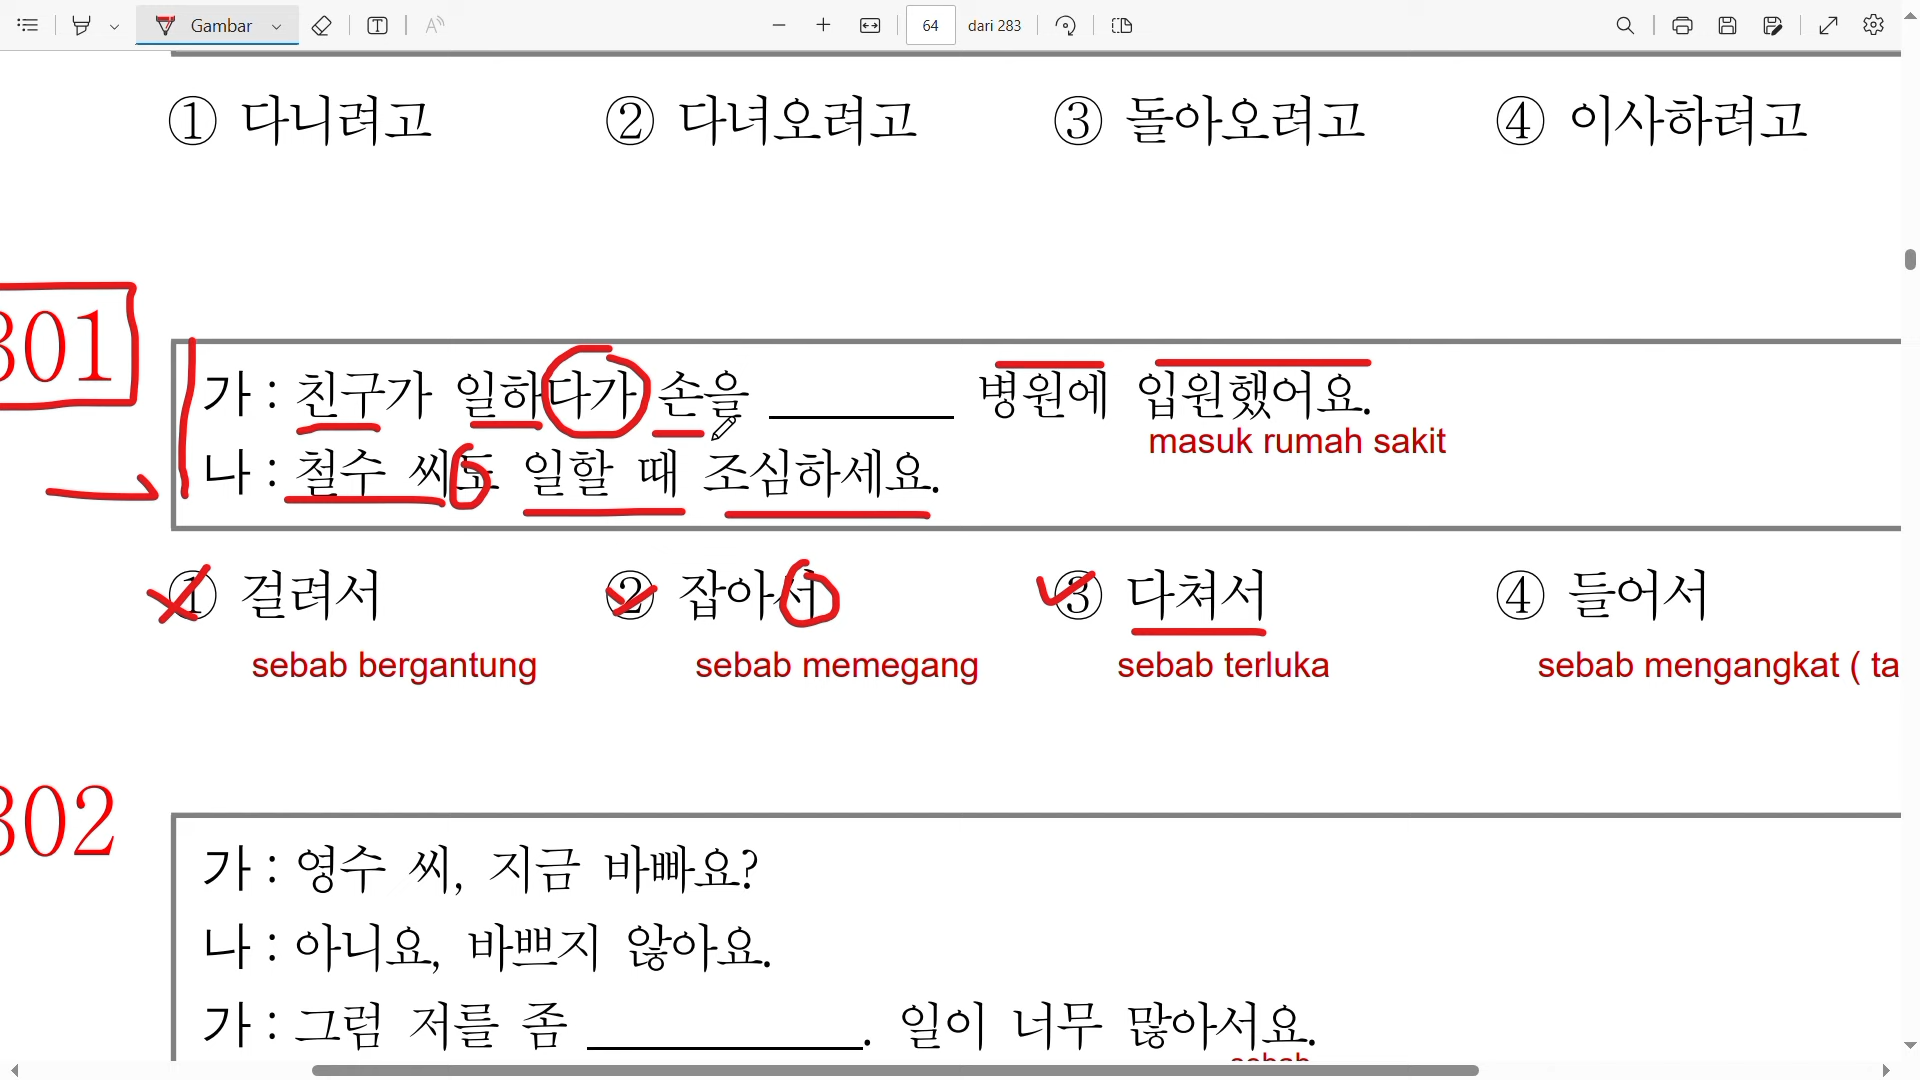 Gambar 64 dari 283
① 다니려고 ② 다녀오려고 ③ 돌아오려고 ④ 이사하려고
301
가 : 친구가 일하다가 손을 ________ 병원에 입원했어요.
masuk rumah sakit
나 : 철수 씨도 일할 때 조심하세요.
① 걸려서 ② 잡아서 ③ 다쳐서 ④ 들어서
sebab bergantung sebab memegang sebab terluka sebab mengangkat ( ta
302
가 : 영수 씨, 지금 바빠요?
나 : 아니요, 바쁘지 않아요.
가 : 그럼 저를 좀 ____________. 일이 너무 많아서요.
sebab